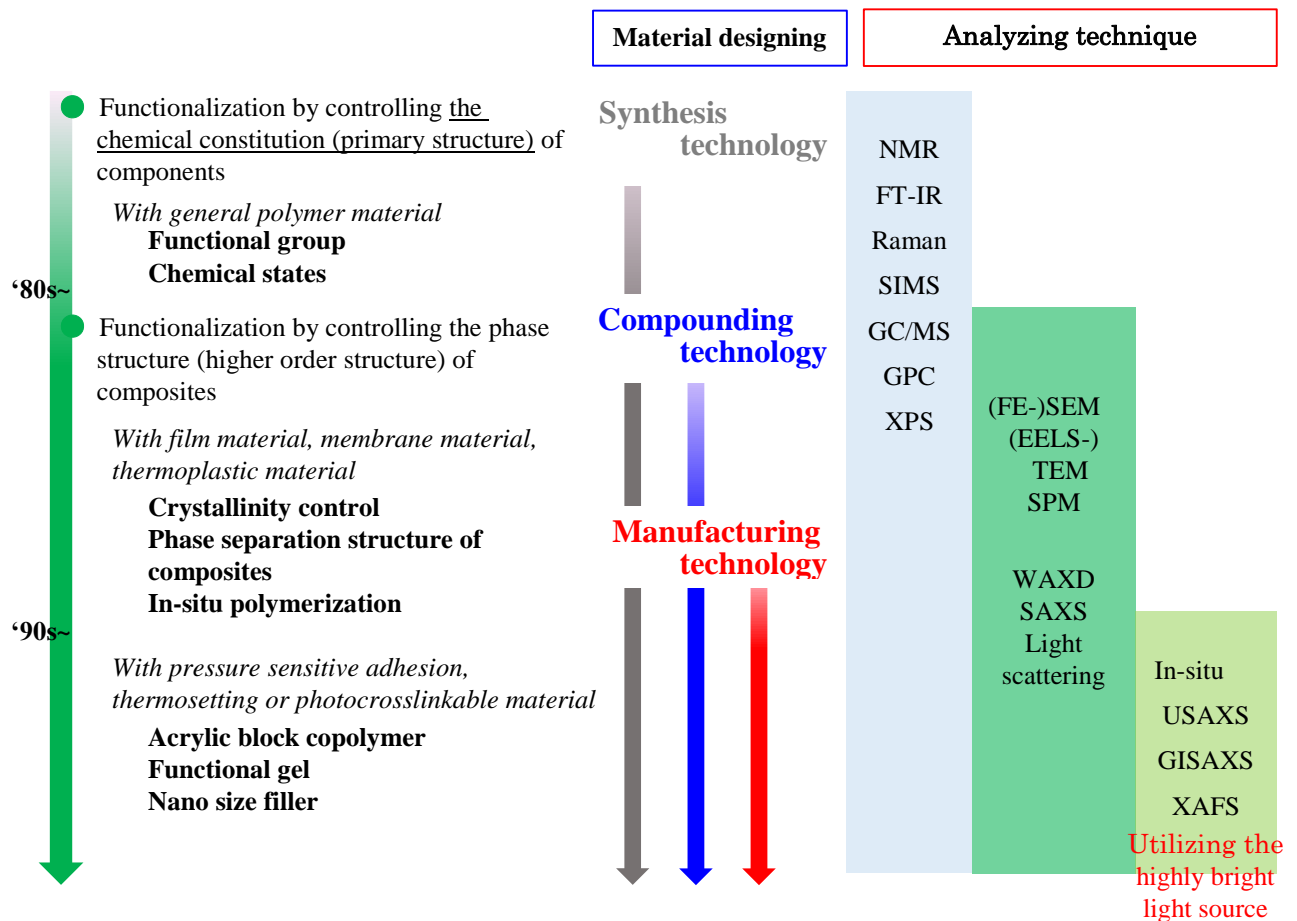 Material designing
Analyzing technique
Functionalization by controlling the
chemical constitution (primary structure) of
components
With general polymer material
Functional group
Chemical states
‘80s~
Functionalization by controlling the phase
structure (higher order structure) of
composites
With film material, membrane material,
thermoplastic material
Crystallinity control
Phase separation structure of
composites
In-situ polymerization
‘90s~
With pressure sensitive adhesion,
thermosetting or photocrosslinkable material
Acrylic block copolymer
Functional gel
Nano size filler
Synthesis
technology
Compounding
technology
Manufacturing
technology
NMR
FT-IR
Raman
SIMS
GC/MS
GPC
XPS
(FE-)SEM
(EELS-)
TEM
SPM
WAXD
SAXS
Light
scattering
In-situ
USAXS
GISAXS
XAFS
Utilizing the
highly bright
light source